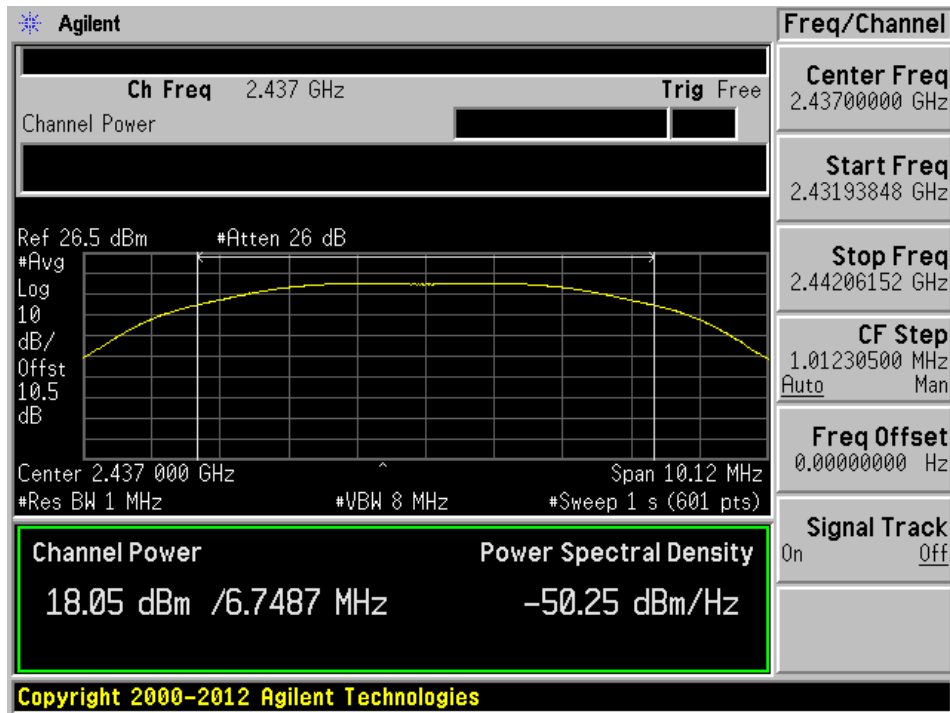 Agilent
Freq/Channel
Ch Freq 2.437 GHz Trig Free
Channel Power
Center Freq
2.43700000 GHz
Start Freq
2.43193848 GHz
Stop Freq
2.44206152 GHz
CF Step
1.01230500 MHz
Auto Man
Freq Offset
0.00000000 Hz
Signal Track
On Off
Ref 26.5 dBm #Atten 26 dB
#Avg
Log
10
dB/
Offst
10.5
dB
Center 2.437 000 GHz Span 10.12 MHz
#Res BW 1 MHz #VBW 8 MHz #Sweep 1 s (601 pts)
Channel Power Power Spectral Density
18.05 dBm /6.7487 MHz -50.25 dBm/Hz
Copyright 2000-2012 Agilent Technologies